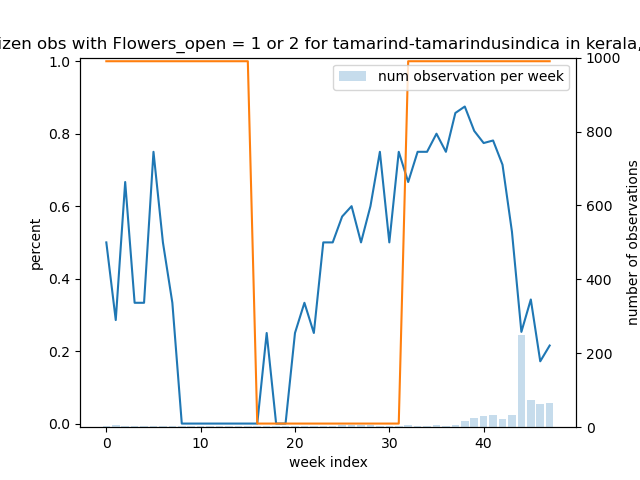 izen obs with Flowers_open = 1 or 2 for tamarind-tamarindusindica in kerala,
num observation per week
percent
1.0
0.8
0.6
0.4
0.2
0.0
1000
800
600
400
200
0
number of observations
0 10 20 30 40
week index